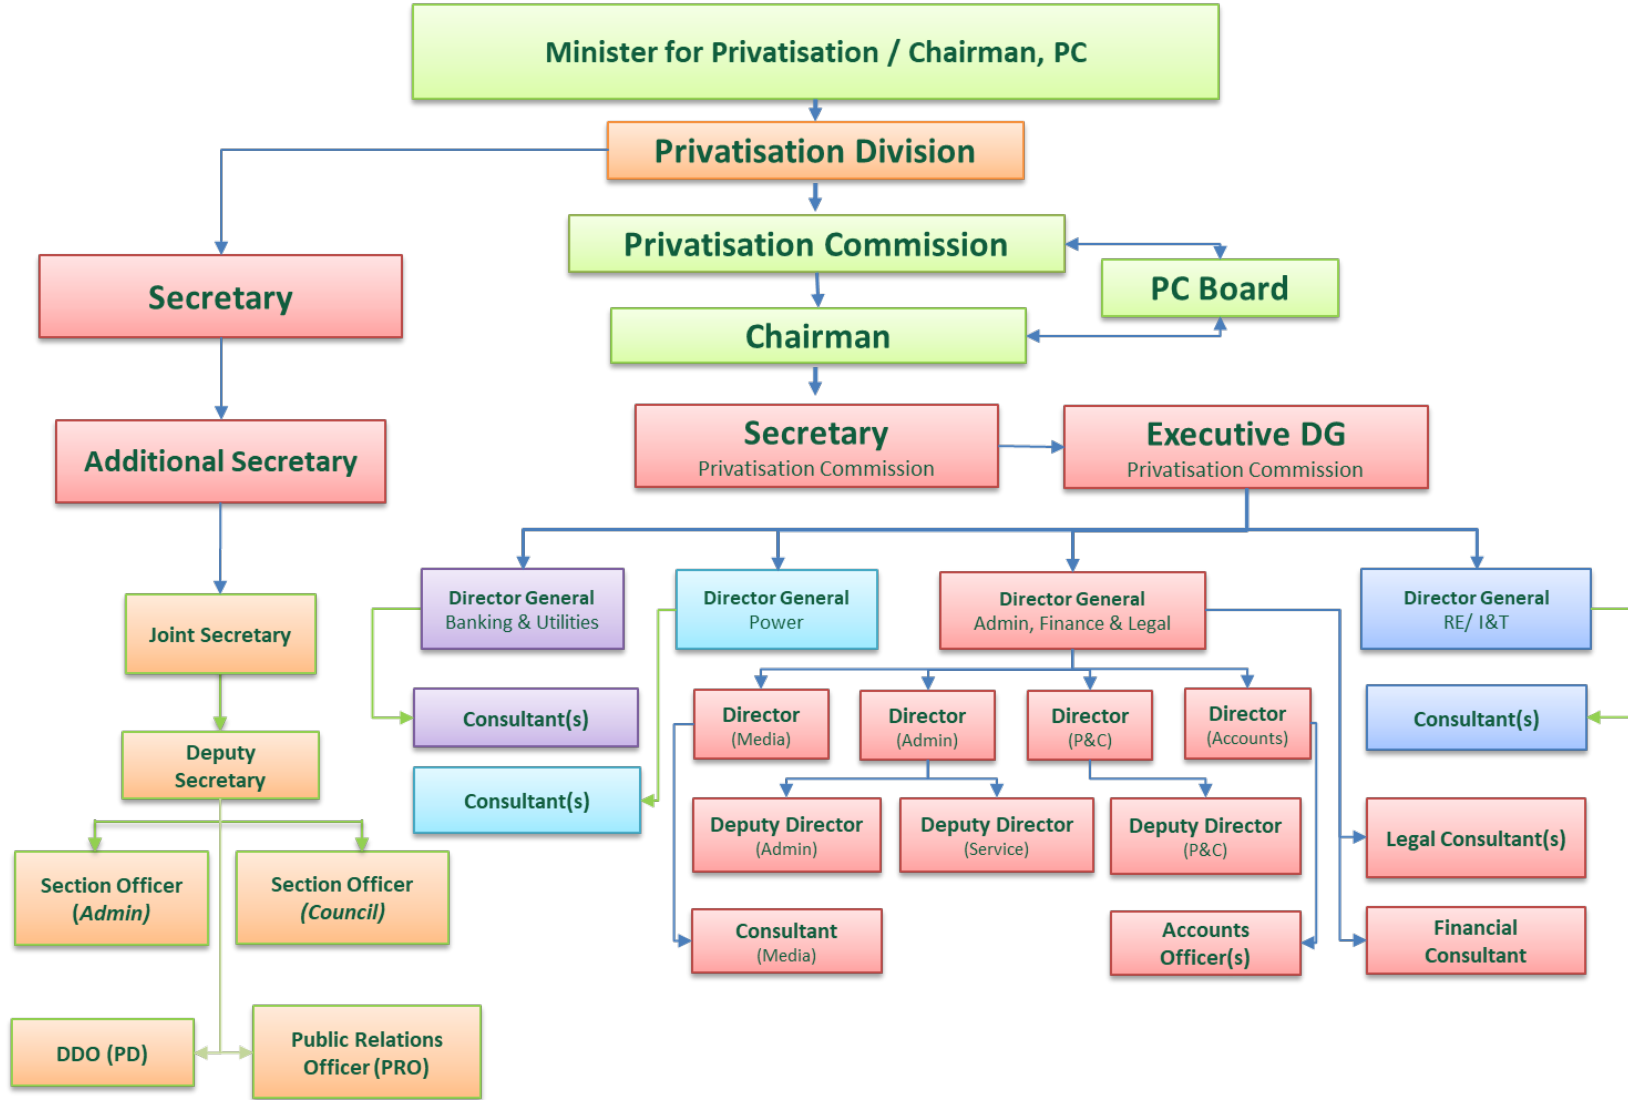 Minister for Privatisation / Chairman, PC
Privatisation Division
Privatisation Commission
PC Board
Secretary
Chairman
Secretary
Privatisation Commission
Executive DG
Privatisation Commission
Additional Secretary
Director General
Banking & Utilities
Director General
Power
Director General
Admin, Finance & Legal
Director General
RE/ I&T
Joint Secretary
Consultant(s)
Director
(Media)
Director
(Admin)
Director
(P&C)
Director
(Accounts)
Consultant(s)
Deputy
Secretary
Consultant(s)
Deputy Director
(Admin)
Deputy Director
(Service)
Deputy Director
(P&C)
Legal Consultant(s)
Section Officer
(Admin)
Section Officer
(Council)
Consultant
(Media)
Accounts
Officer(s)
Financial
Consultant
DDO (PD)
Public Relations
Officer (PRO)